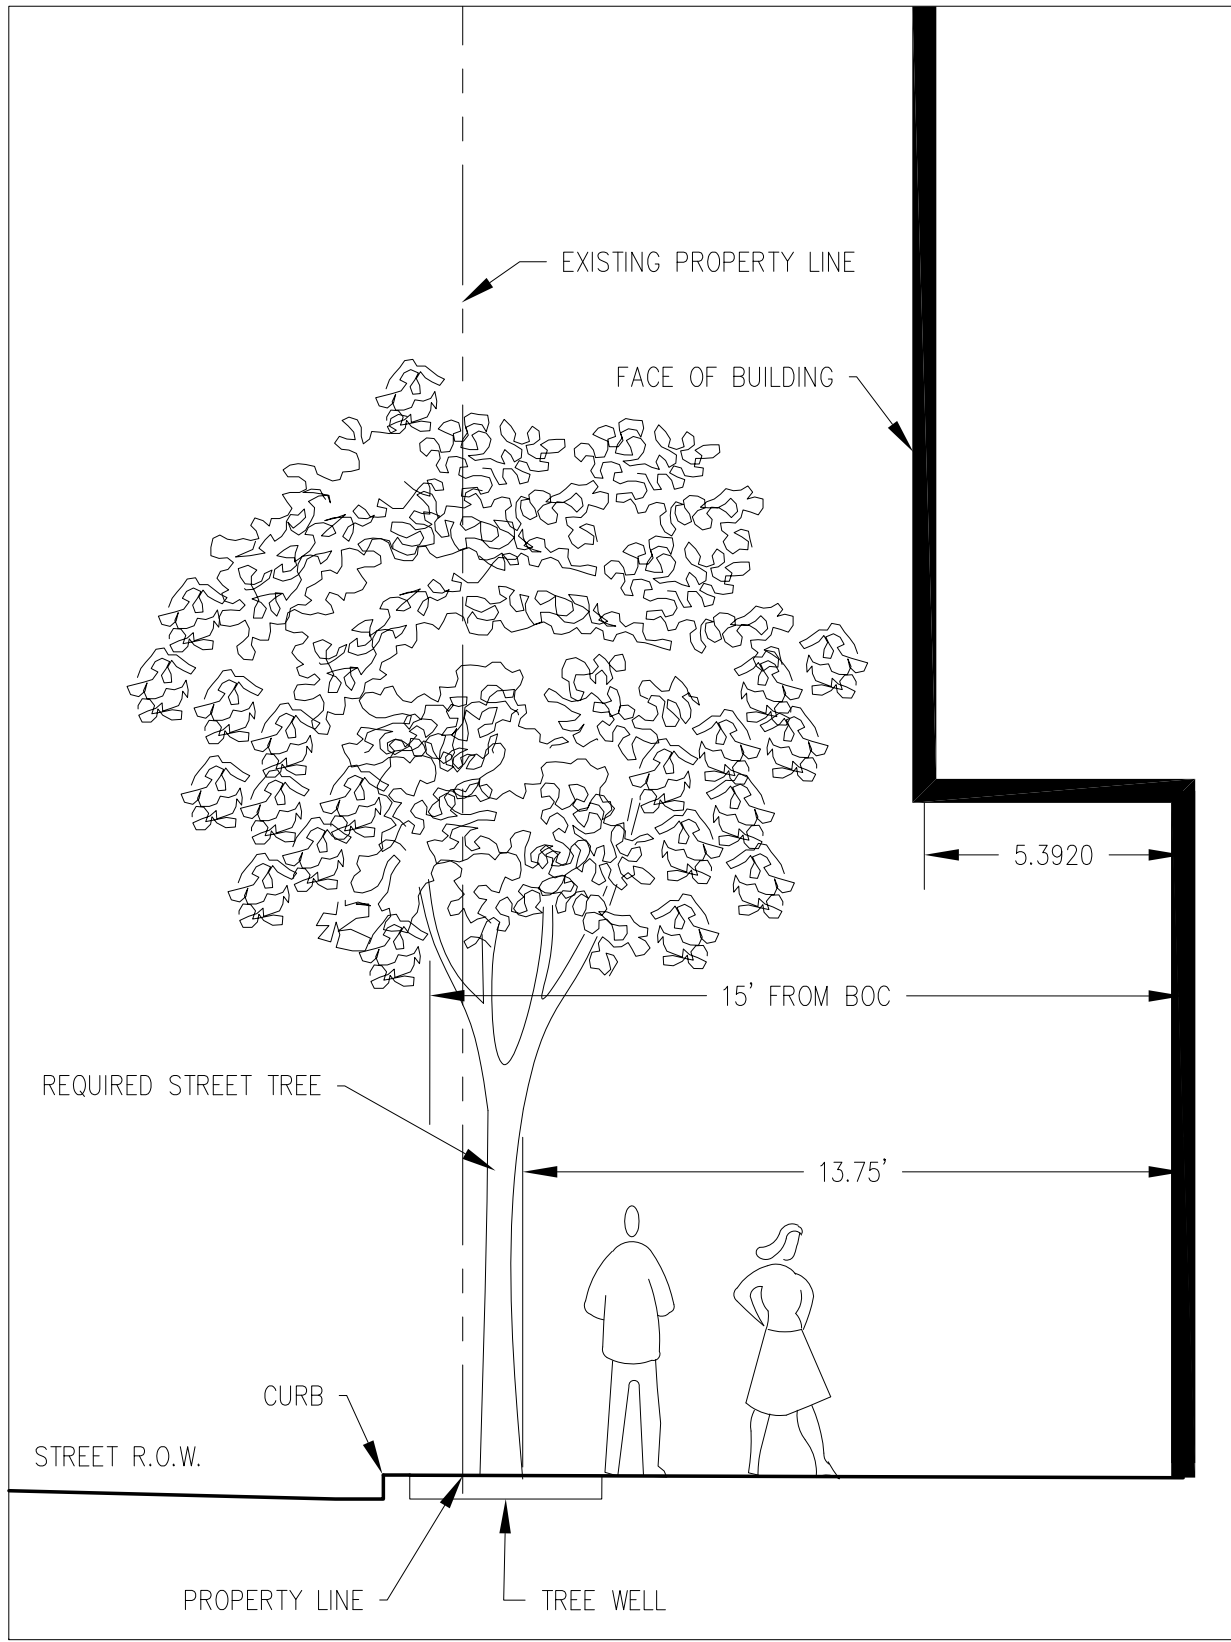 EXISTING PROPERTY LINE
FACE OF BUILDING
5.3920
15' FROM BOC
REQUIRED STREET TREE
13.75'
CURB
STREET R.O.W.
PROPERTY LINE
TREE WELL